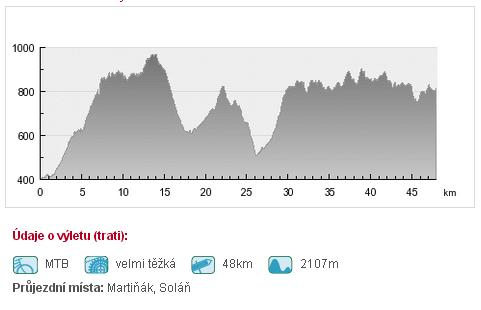 1000
800
600
400
0 5 10 15 20 25 30 35 40 45 km
Údaje o výletu (trati):
MTB velmi těžká 48km 2107m
Průjezdní místa: Martiňák, Soláň